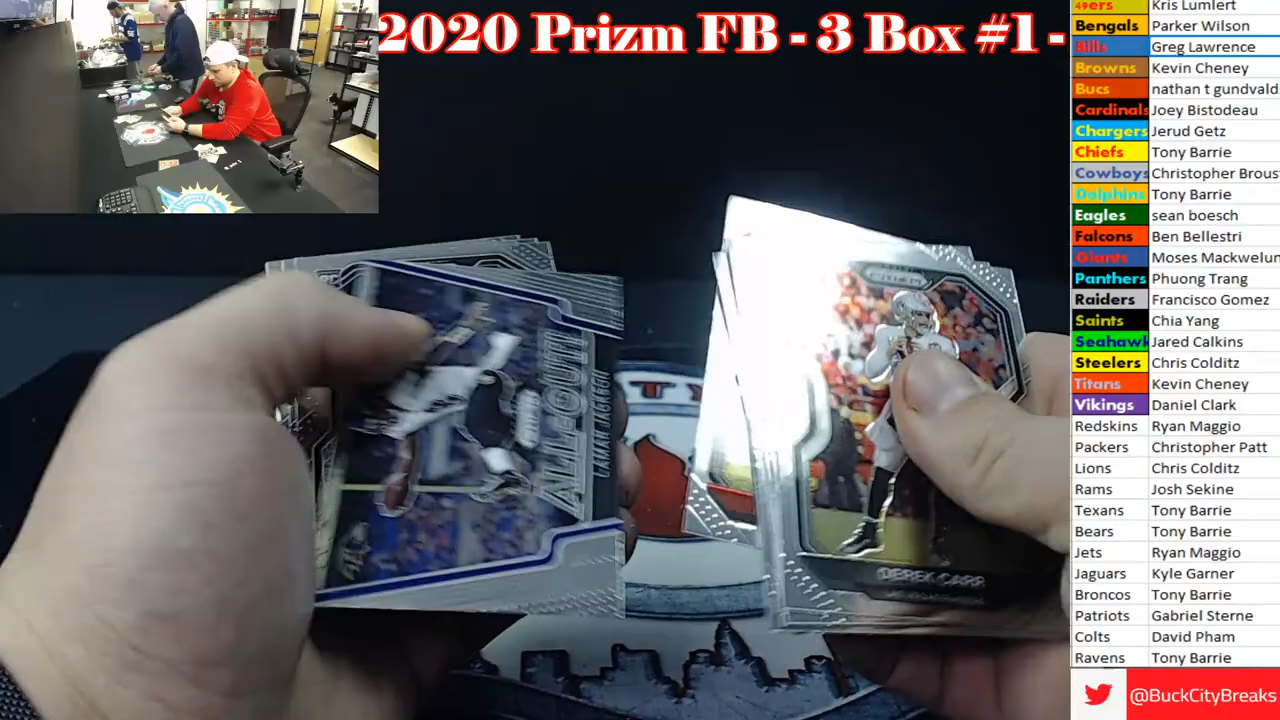 2020 Prizm FB - 3 Box #1 -
49ers Kris Lumlert
Bengals Parker Wilson
Bills Greg Lawrence
Browns Kevin Cheney
Bucs nathan t gundvald
Cardinals Joey Bistodeau
Chargers Jerud Getz
Chiefs Tony Barrie
Cowboys Christopher Broust
Dolphins Tony Barrie
Eagles sean boesch
Falcons Ben Bellestri
Giants Moses Mackwelun
Panthers Phuong Trang
Raiders Francisco Gomez
Saints Chia Yang
Seahawk Jared Calkins
Steelers Chris Colditz
Titans Kevin Cheney
Vikings Daniel Clark
Redskins Ryan Maggio
Packers Christopher Patt
Lions Chris Colditz
Rams Josh Sekine
Texans Tony Barrie
Bears Tony Barrie
Jets Ryan Maggio
Jaguars Kyle Garner
Broncos Tony Barrie
Patriots Gabriel Sterne
Colts David Pham
Ravens Tony Barrie
@BuckCityBreaks
ALL-OUT!
LAMAR JACKSON
PRIZM
DEREK CARR